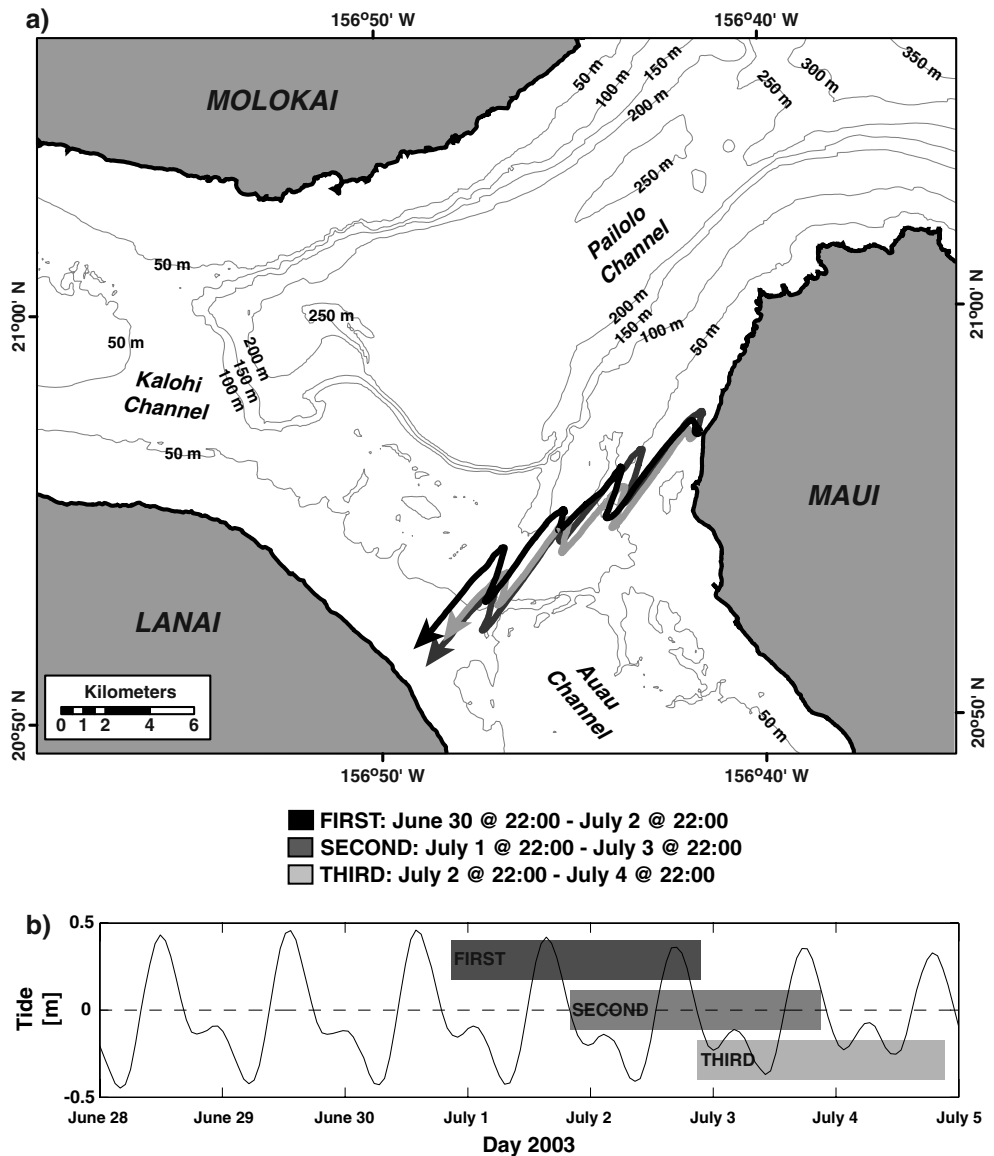 a)
156°50' W
156°40' W
MOLOKAI
50 m
100 m
150 m
200 m
250 m
300 m
350 m
250 m
Pailolo
Channel
50 m
21°00' N
21°00' N
250 m
200 m
150 m
100 m
50 m
50 m
200 m
150 m
100 m
Kalohi
Channel
50 m
MAUI
LANAI
Auau
Channel
50 m
Kilometers
0 1 2 4 6
20°50' N
20°50' N
156°50' W
156°40' W
FIRST: June 30 @ 22:00 - July 2 @ 22:00
SECOND: July 1 @ 22:00 - July 3 @ 22:00
THIRD: July 2 @ 22:00 - July 4 @ 22:00
b)
0.5
0
-0.5
Tide
[m]
FIRST
SECOND
THIRD
June 28
June 29
June 30
July 1
July 2
July 3
July 4
July 5
Day 2003